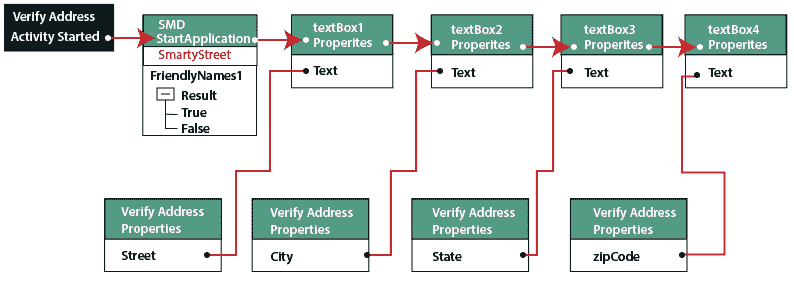 Verify Address
Activity Started
SMD
StartApplication
SmartyStreet
FriendlyNames1
Result
True
False
textBox1
Properites
Text
textBox2
Properites
Text
textBox3
Properites
Text
textBox4
Properites
Text
Verify Address
Properties
Street
Verify Address
Properties
City
Verify Address
Properties
State
Verify Address
Properties
zipCode